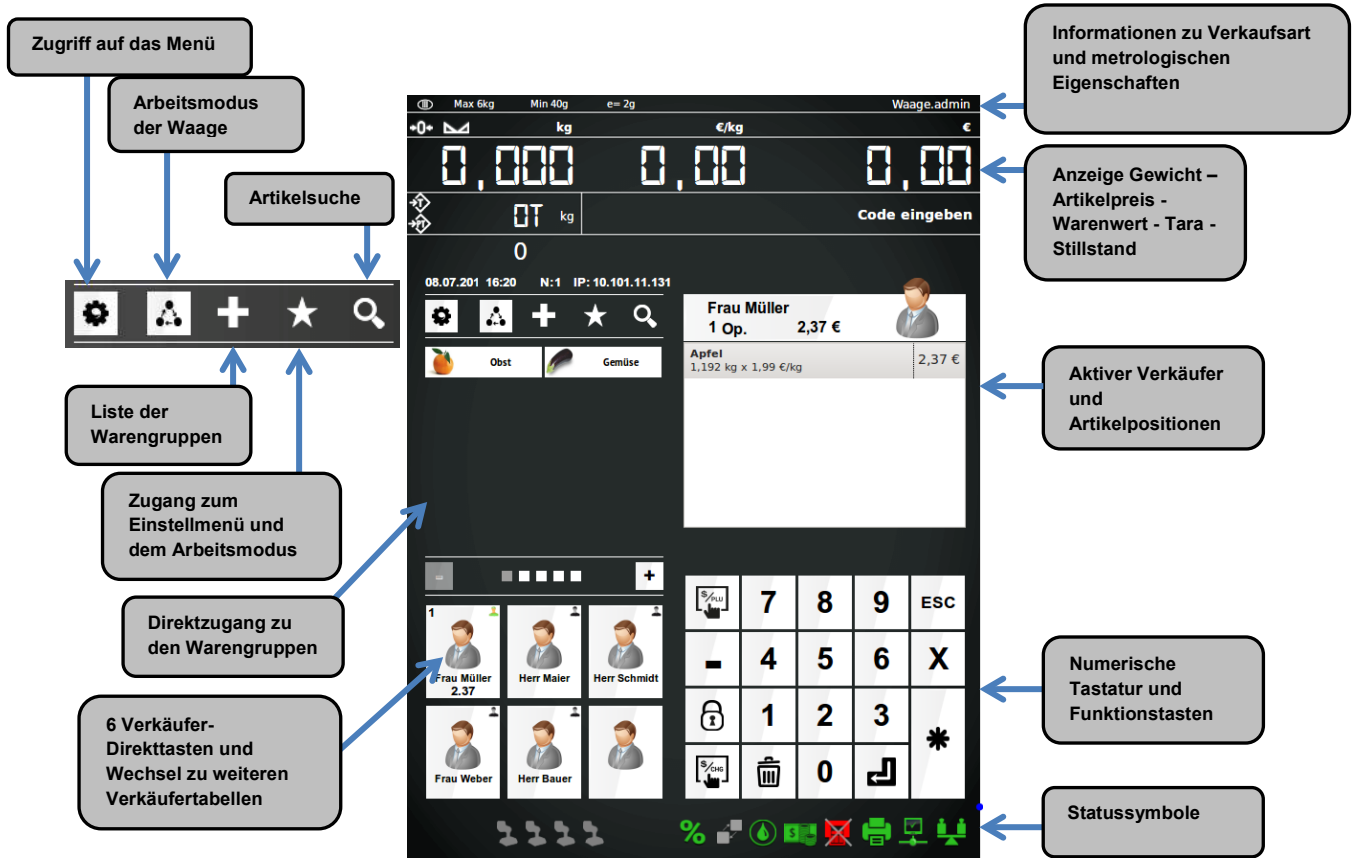 Zugriff auf das Menü
Arbeitsmodus
der Waage
Artikelsuche
Liste der
Warengruppen
Zugang zum
Einstellmenü und
dem Arbeitsmodus
Direktzugang zu
den Warengruppen
6 Verkäufer-
Direkttasten und
Wechsel zu weiteren
Verkäufertabellen
III Max 6kg Min 40g e= 2g Waage.admin
→0← kg €/kg €
0,000 0,00 0,00
→T←
→PT← 0T kg Code eingeben
0
08.07.201 16:20 N:1 IP: 10.101.11.131
Obst Gemüse
Frau Müller
1 Op. 2,37 €
Apfel 2,37 €
1,192 kg x 1,99 €/kg
- +
1
Frau Müller Herr Maier Herr Schmidt
2.37
Frau Weber Herr Bauer
S/PLU 7 8 9 ESC
- 4 5 6 X
1 2 3
S/CHG 0 *
% $
Informationen zu Verkaufsart
und metrologischen
Eigenschaften
Anzeige Gewicht –
Artikelpreis -
Warenwert - Tara -
Stillstand
Aktiver Verkäufer
und
Artikelpositionen
Numerische
Tastatur und
Funktionstasten
Statussymbole